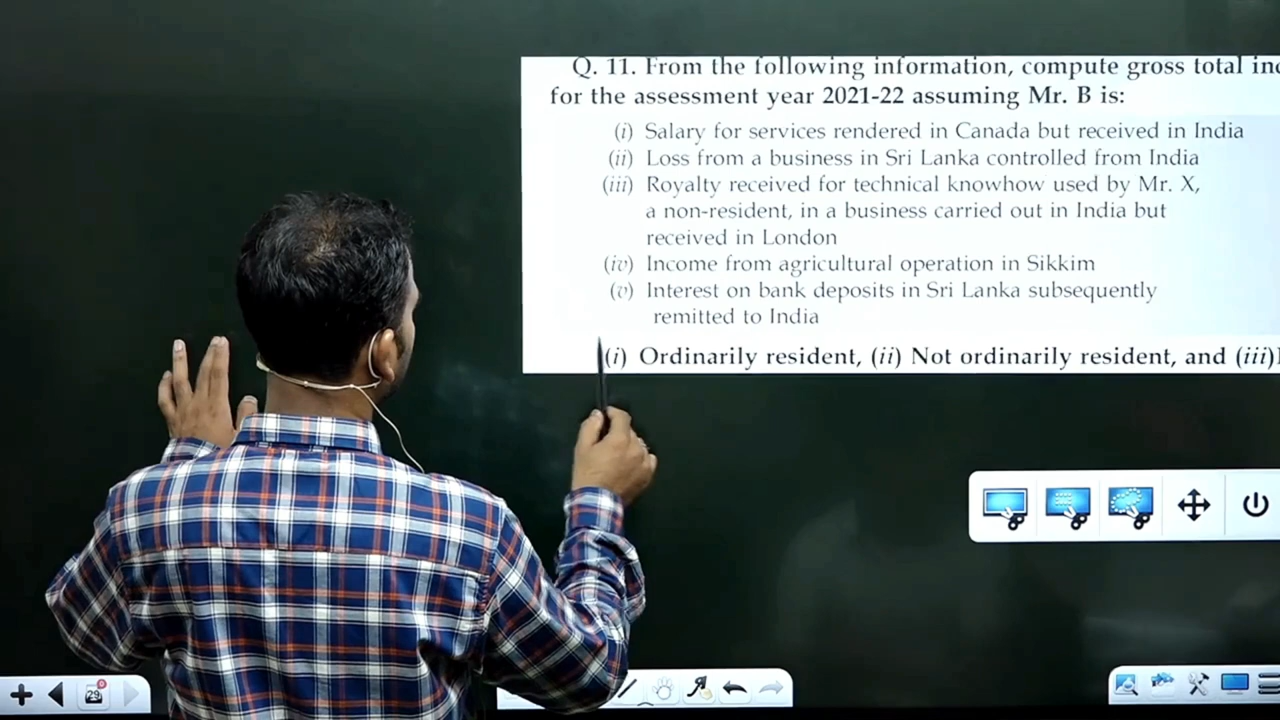 Q. 11. From the following information, compute gross total
for the assessment year 2021-22 assuming Mr. B is:
(i) Salary for services rendered in Canada but received in India
(ii) Loss from a business in Sri Lanka controlled from India
(iii) Royalty received for technical knowhow used by Mr. X,
a non-resident, in a business carried out in India but
received in London
(iv) Income from agricultural operation in Sikkim
(v) Interest on bank deposits in Sri Lanka subsequently
remitted to India
(i) Ordinarily resident, (ii) Not ordinarily resident, and (iii)
29